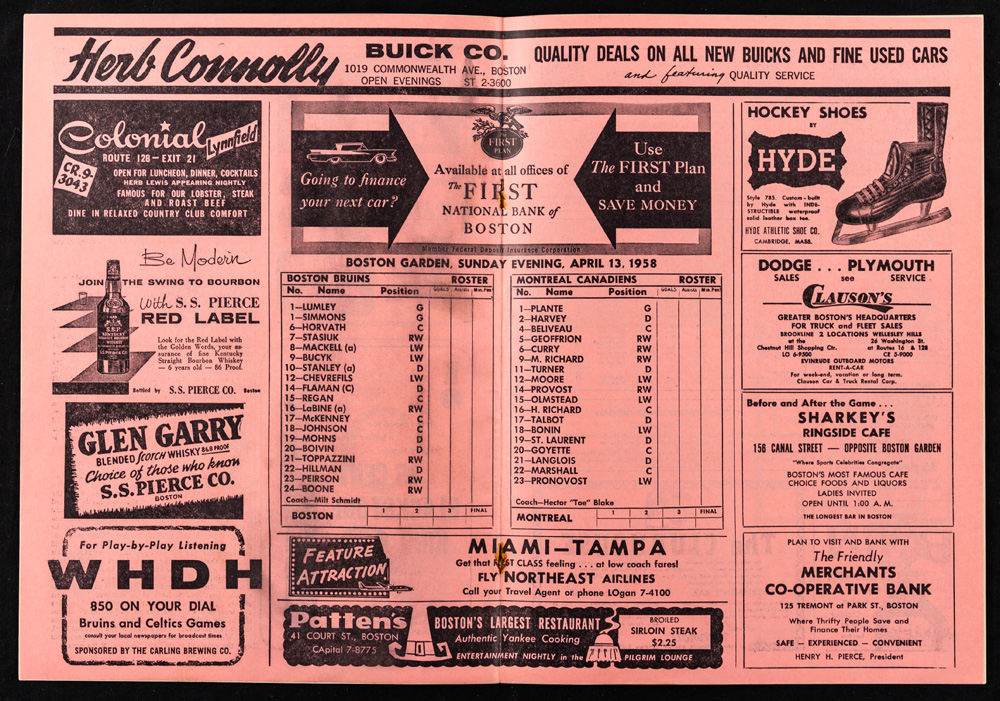 Herb Connolly
BUICK CO.
1019 COMMONWEALTH AVE., BOSTON
OPEN EVENINGS ST 2-3600
QUALITY DEALS ON ALL NEW BUICKS AND FINE USED CARS
and featuring QUALITY SERVICE
Colonial Lynnfield
ROUTE 128 — EXIT 21
CR. 9-3043
OPEN FOR LUNCHEON, DINNER, COCKTAILS
HERB LEWIS APPEARING NIGHTLY
FAMOUS FOR OUR LOBSTER, STEAK
AND ROAST BEEF
DINE IN RELAXED COUNTRY CLUB COMFORT
Be Modern
JOIN THE SWING TO BOURBON
with S. S. PIERCE
RED LABEL
Look for the Red Label with
the Golden Words, your as-
surance of fine Kentucky
Straight Bourbon Whiskey
— 6 years old — 86 Proof.
Bottled by S.S. PIERCE CO. Boston
GLEN GARRY
BLENDED SCOTCH WHISKY 86.8 PROOF
Choice of those who know
S.S. PIERCE CO.
BOSTON
For Play-by-Play Listening
WHDH
850 ON YOUR DIAL
Bruins and Celtics Games
consult your local newspapers for broadcast times
SPONSORED BY THE CARLING BREWING CO.
Going to finance
your next car?
FIRST
PLAN
Available at all offices of
The FIRST
NATIONAL BANK of
BOSTON
Use
The FIRST Plan
and
SAVE MONEY
Member Federal Deposit Insurance Corporation
BOSTON GARDEN, SUNDAY EVENING, APRIL 13, 1958
BOSTON BRUINS ROSTER
No. Name Position GOALS Assists Min.Pen
1—LUMLEY G
1—SIMMONS G
6—HORVATH C
7—STASIUK RW
8—MACKELL (a) LW
9—BUCYK LW
10—STANLEY (a) D
12—CHEVREFILS LW
14—FLAMAN (C) D
15—REGAN C
16—LaBINE (a) RW
17—McKENNEY C
18—JOHNSON C
19—MOHNS D
20—BOIVIN D
21—TOPPAZZINI RW
22—HILLMAN D
23—PEIRSON RW
24—BOONE RW
Coach—Milt Schmidt
BOSTON 1 2 3 FINAL
MONTREAL CANADIENS ROSTER
No. Name Position GOALS Assists Min.Pen
1—PLANTE G
2—HARVEY D
4—BELIVEAU C
5—GEOFFRION RW
6—CURRY RW
9—M. RICHARD RW
11—TURNER D
12—MOORE LW
14—PROVOST RW
15—OLMSTEAD LW
16—H. RICHARD C
17—TALBOT D
18—BONIN LW
19—ST. LAURENT D
20—GOYETTE C
21—LANGLOIS D
22—MARSHALL C
23—PRONOVOST LW
Coach—Hector "Toe" Blake
MONTREAL 1 2 3 FINAL
FEATURE
ATTRACTION
MIAMI—TAMPA
Get that FIRST CLASS feeling . . . at low coach fares!
FLY NORTHEAST AIRLINES
Call your Travel Agent or phone LOgan 7-4100
Patten's
41 COURT ST., BOSTON
CApital 7-8775
BOSTON'S LARGEST RESTAURANT
Authentic Yankee Cooking
ENTERTAINMENT NIGHTLY in the PILGRIM LOUNGE
BROILED
SIRLOIN STEAK
$2.25
HOCKEY SHOES
BY
HYDE
Style 785. Custom-built
by Hyde with INDE-
STRUCTIBLE waterproof
solid leather box toe.
HYDE ATHLETIC SHOE CO.
CAMBRIDGE, MASS.
DODGE . . . PLYMOUTH
SALES see SERVICE
CLAUSON'S
GREATER BOSTON'S HEADQUARTERS
FOR TRUCK and FLEET SALES
BROOKLINE 2 LOCATIONS WELLESLEY HILLS
at the 26 Washington St.
Chestnut Hill Shopping Ctr. at Routes 16 & 128
LO 6-9500 CE 5-9000
EVINRUDE OUTBOARD MOTORS
RENT-A-CAR
For week-end, vacation or long term.
Clauson Car & Truck Rental Corp.
Before and After the Game . . .
SHARKEY'S
RINGSIDE CAFE
156 CANAL STREET — OPPOSITE BOSTON GARDEN
"Where Sports Celebrities Congregate"
BOSTON'S MOST FAMOUS CAFE
CHOICE FOODS AND LIQUORS
LADIES INVITED
OPEN UNTIL 1:00 A. M.
THE LONGEST BAR IN BOSTON
PLAN TO VISIT AND BANK WITH
The Friendly
MERCHANTS
CO-OPERATIVE BANK
125 TREMONT at PARK ST., BOSTON
Where Thrifty People Save and
Finance Their Homes
SAFE — EXPERIENCED — CONVENIENT
HENRY H. PIERCE, President